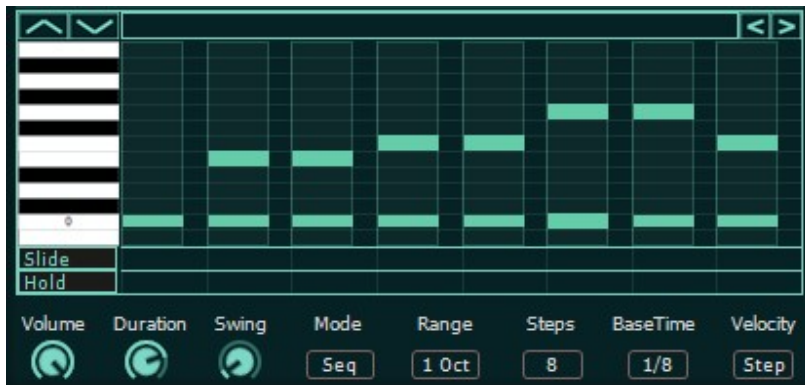 0
Slide
Hold
Volume Duration Swing Mode Range Steps BaseTime Velocity
Seq 1 Oct 8 1/8 Step